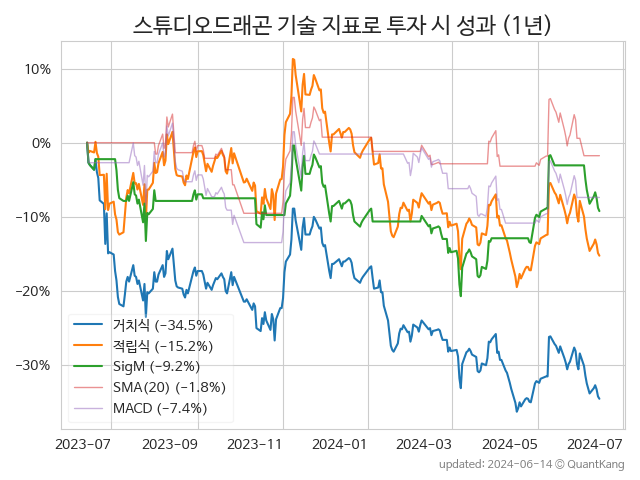 스튜디오드래곤 기술 지표로 투자 시 성과 (1년)
10%
0%
−10%
−20%
−30%
거치식 (−34.5%)
적립식 (−15.2%)
SigM (−9.2%)
SMA(20) (−1.8%)
MACD (−7.4%)
2023−07 2023−09 2023−11 2024−01 2024−03 2024−05 2024−07
updated: 2024−06−14 © QuantKang